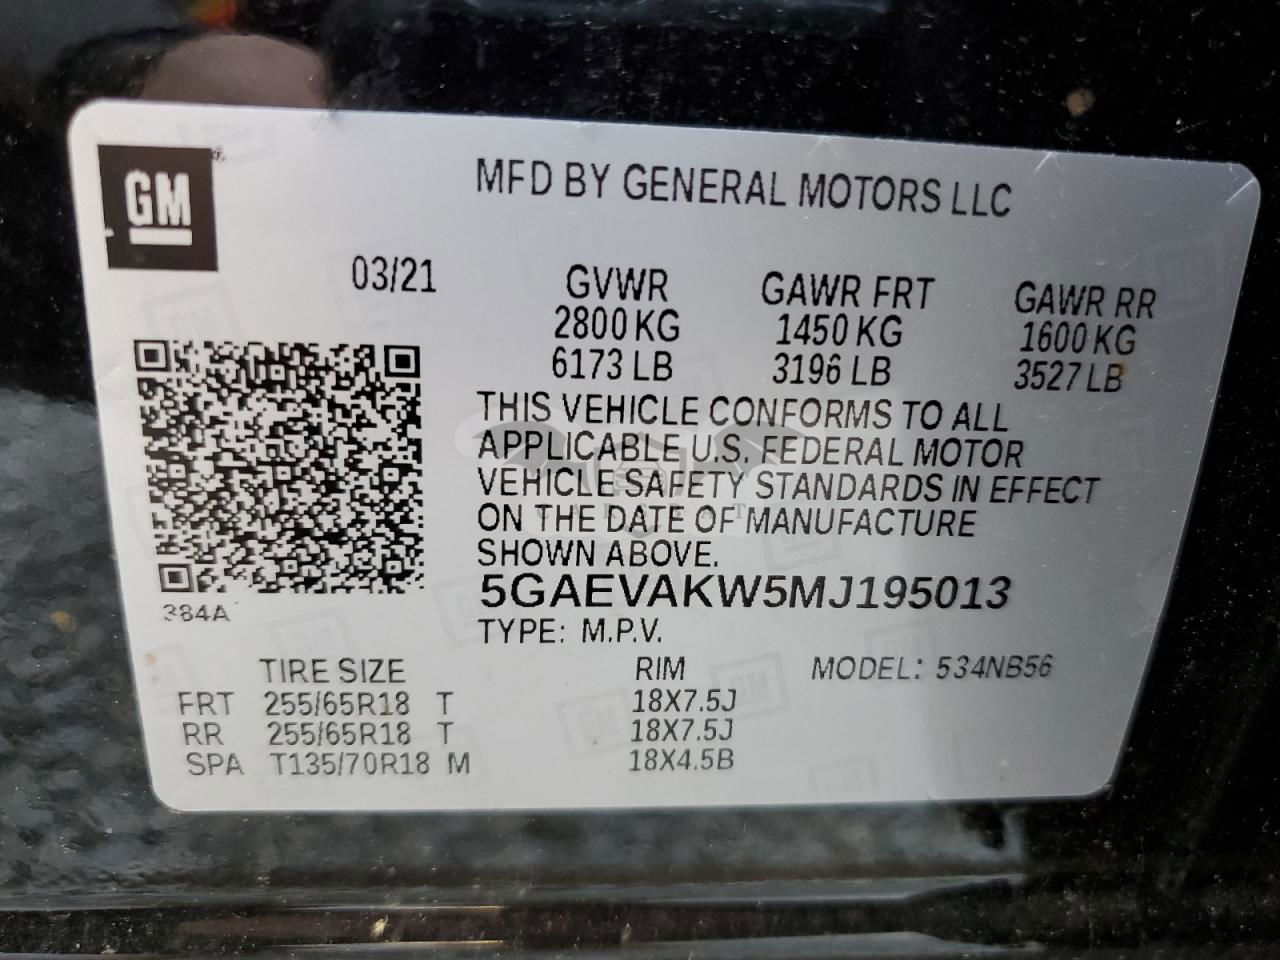 GM
MFD BY GENERAL MOTORS LLC
03/21
GVWR GAWR FRT GAWR RR
2800 KG 1450 KG 1600 KG
6173 LB 3196 LB 3527 LB
THIS VEHICLE CONFORMS TO ALL
APPLICABLE U.S. FEDERAL MOTOR
VEHICLE SAFETY STANDARDS IN EFFECT
ON THE DATE OF MANUFACTURE
SHOWN ABOVE.
384A
5GAEVAKW5MJ195013
TYPE: M.P.V.
TIRE SIZE RIM MODEL: 534NB56
FRT 255/65R18 T 18X7.5J
RR 255/65R18 T 18X7.5J
SPA T135/70R18 M 18X4.5B